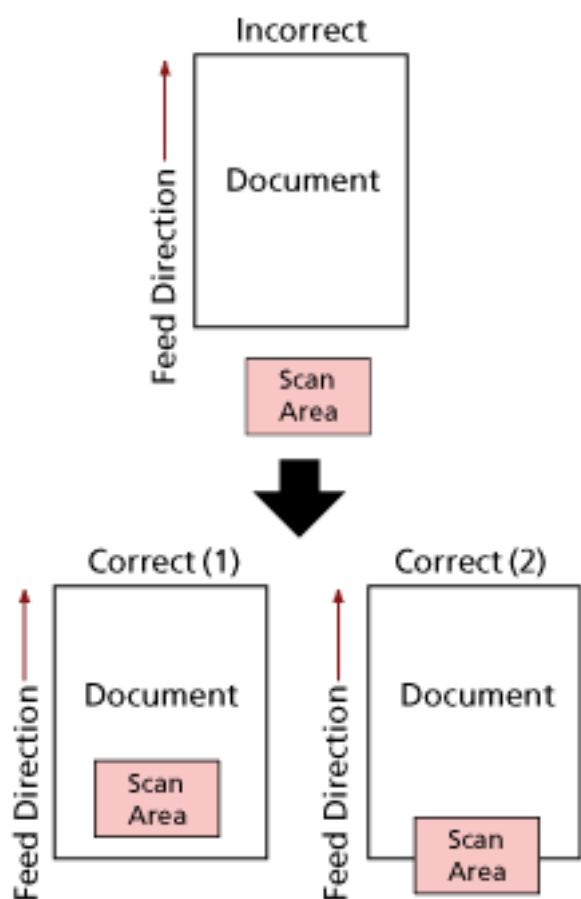 Incorrect
Feed Direction
Document
Scan
Area
Correct (1)
Feed Direction
Document
Scan
Area
Correct (2)
Feed Direction
Document
Scan
Area